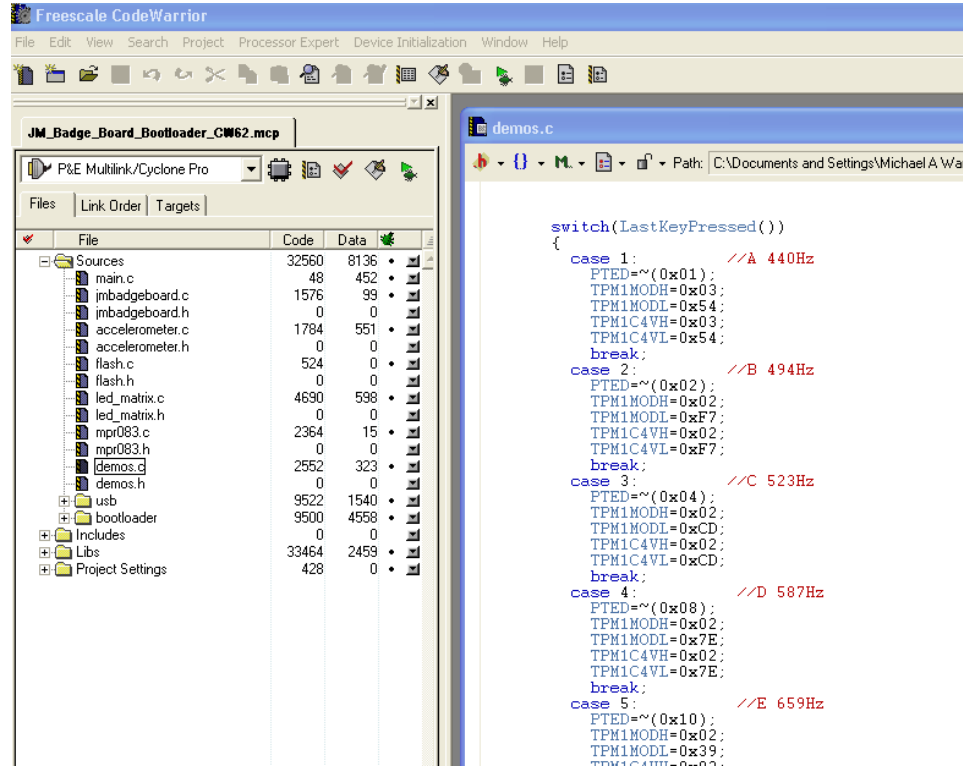 Freescale CodeWarrior
File Edit View Search Project Processor Expert Device Initialization Window Help
JM_Badge_Board_Bootloader_CW62.mcp
P&E Multilink/Cyclone Pro
Files Link Order Targets
File Code Data
Sources 32560 8136
main.c 48 452
jmbadgeboard.c 1576 99
jmbadgeboard.h 0 0
accelerometer.c 1784 551
accelerometer.h 0 0
flash.c 524 0
flash.h 0 0
led_matrix.c 4690 598
led_matrix.h 0 0
mpr083.c 2364 15
mpr083.h 0 0
demos.c 2552 323
demos.h 0 0
usb 9522 1540
bootloader 9500 4558
Includes 0 0
Libs 33464 2459
Project Settings 428 0
demos.c
h {} M. Path: C:\Documents and Settings\Michael A Wa
switch(LastKeyPressed())
{
case 1: //A 440Hz
PTED=~(0x01);
TPM1MODH=0x03;
TPM1MODL=0x54;
TPM1C4VH=0x03;
TPM1C4VL=0x54;
break;
case 2: //B 494Hz
PTED=~(0x02);
TPM1MODH=0x02;
TPM1MODL=0xF7;
TPM1C4VH=0x02;
TPM1C4VL=0xF7;
break;
case 3: //C 523Hz
PTED=~(0x04);
TPM1MODH=0x02;
TPM1MODL=0xCD;
TPM1C4VH=0x02;
TPM1C4VL=0xCD;
break;
case 4: //D 587Hz
PTED=~(0x08);
TPM1MODH=0x02;
TPM1MODL=0x7E;
TPM1C4VH=0x02;
TPM1C4VL=0x7E;
break;
case 5: //E 659Hz
PTED=~(0x10);
TPM1MODH=0x02;
TPM1MODL=0x39;